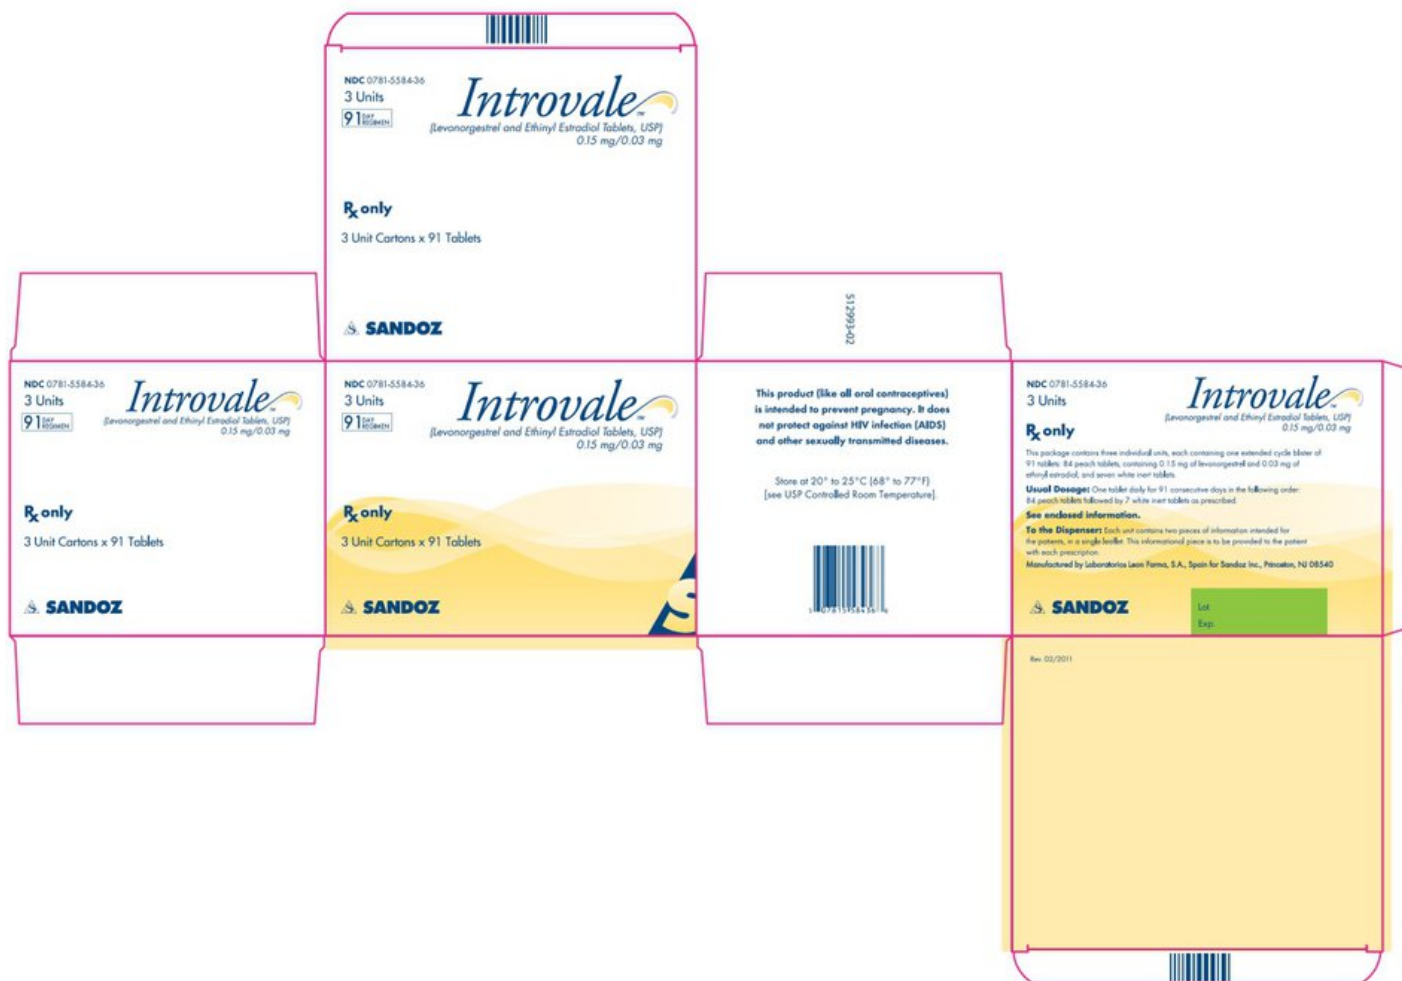 NDC 0781-5584-36
3 Units
91 DAY REGIMEN
Introvale™
(Levonorgestrel and Ethinyl Estradiol Tablets, USP)
0.15 mg/0.03 mg
Rx only
3 Unit Cartons x 91 Tablets
S SANDOZ
S12993-02
NDC 0781-5584-36
3 Units
91 DAY REGIMEN
Introvale™
(Levonorgestrel and Ethinyl Estradiol Tablets, USP)
0.15 mg/0.03 mg
Rx only
3 Unit Cartons x 91 Tablets
S SANDOZ
NDC 0781-5584-36
3 Units
91 DAY REGIMEN
Introvale™
(Levonorgestrel and Ethinyl Estradiol Tablets, USP)
0.15 mg/0.03 mg
Rx only
3 Unit Cartons x 91 Tablets
S SANDOZ
S
This product (like all oral contraceptives)
is intended to prevent pregnancy. It does
not protect against HIV infection (AIDS)
and other sexually transmitted diseases.
Store at 20° to 25°C (68° to 77°F)
[see USP Controlled Room Temperature].
3 07815 58436 6
NDC 0781-5584-36
3 Units
Introvale™
(Levonorgestrel and Ethinyl Estradiol Tablets, USP)
0.15 mg/0.03 mg
Rx only
This package contains three individual units, each containing one extended cycle blister of
91 tablets: 84 peach tablets, containing 0.15 mg of levonorgestrel and 0.03 mg of
ethinyl estradiol, and seven white inert tablets.
Usual Dosage: One tablet daily for 91 consecutive days in the following order:
84 peach tablets followed by 7 white inert tablets as prescribed.
See enclosed information.
To the Dispenser: Each unit contains two pieces of information intended for
the patients, in a single leaflet. This informational piece is to be provided to the patient
with each prescription.
Manufactured by Laboratorios Leon Farma, S.A., Spain for Sandoz Inc., Princeton, NJ 08540
S SANDOZ
Lot
Exp.
Rev. 02/2011